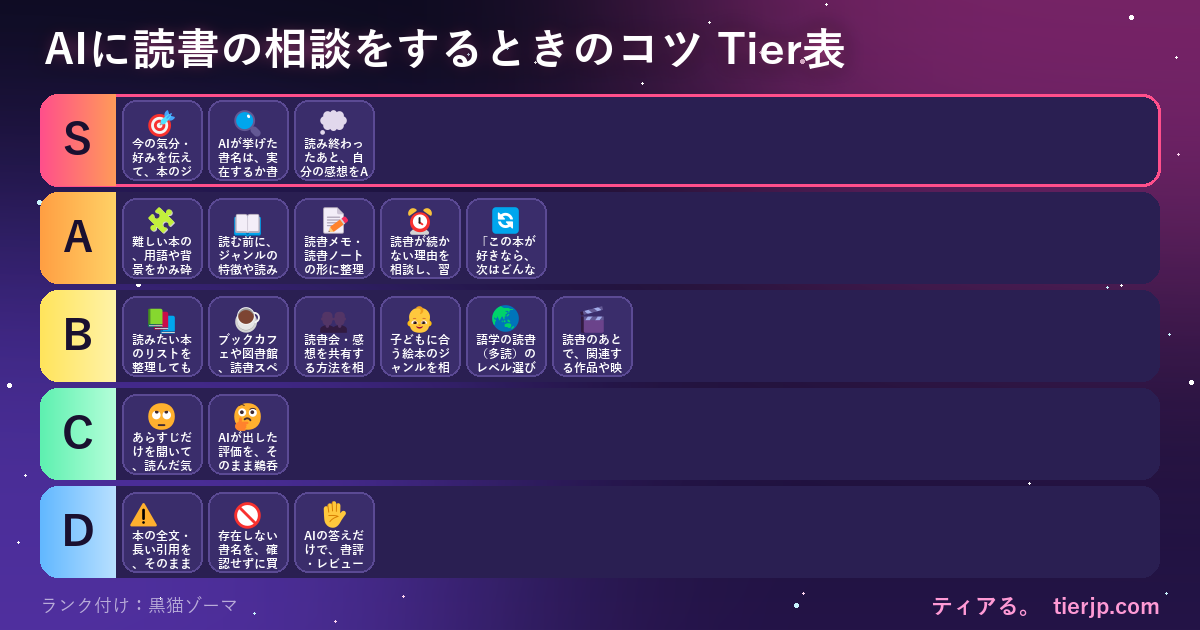 AIに読書の相談をするときのコツ Tier表
S
今の気分・
好みを伝え
て、本のジ
AIが挙げた
書名は、実
在するか書
読み終わっ
たあと、自
分の感想をA
A
難しい本の
、用語や背
景をかみ砕
読む前に、
ジャンルの
特徴や読み
読書メモ・
読書ノート
の形に整理
読書が続か
ない理由を
相談し、習
「この本が
好きなら、
次はどんな
B
読みたい本
のリストを
整理しても
ブックカフ
ェや図書館
、読書スペ
読書会・感
想を共有す
る方法を相
子どもに合
う絵本のジ
ャンルを相
語学の読書
（多読）の
レベル選び
読書のあと
で、関連す
る作品や映
C
あらすじだ
けを聞いて
、読んだ気
AIが出した
評価を、そ
のまま鵜呑
D
本の全文・
長い引用を
、そのまま
存在しない
書名を、確
認せずに買
AIの答えだ
けで、書評
・レビュー
ランク付け：黒猫ゾーマ
ティアる。 tierjp.com